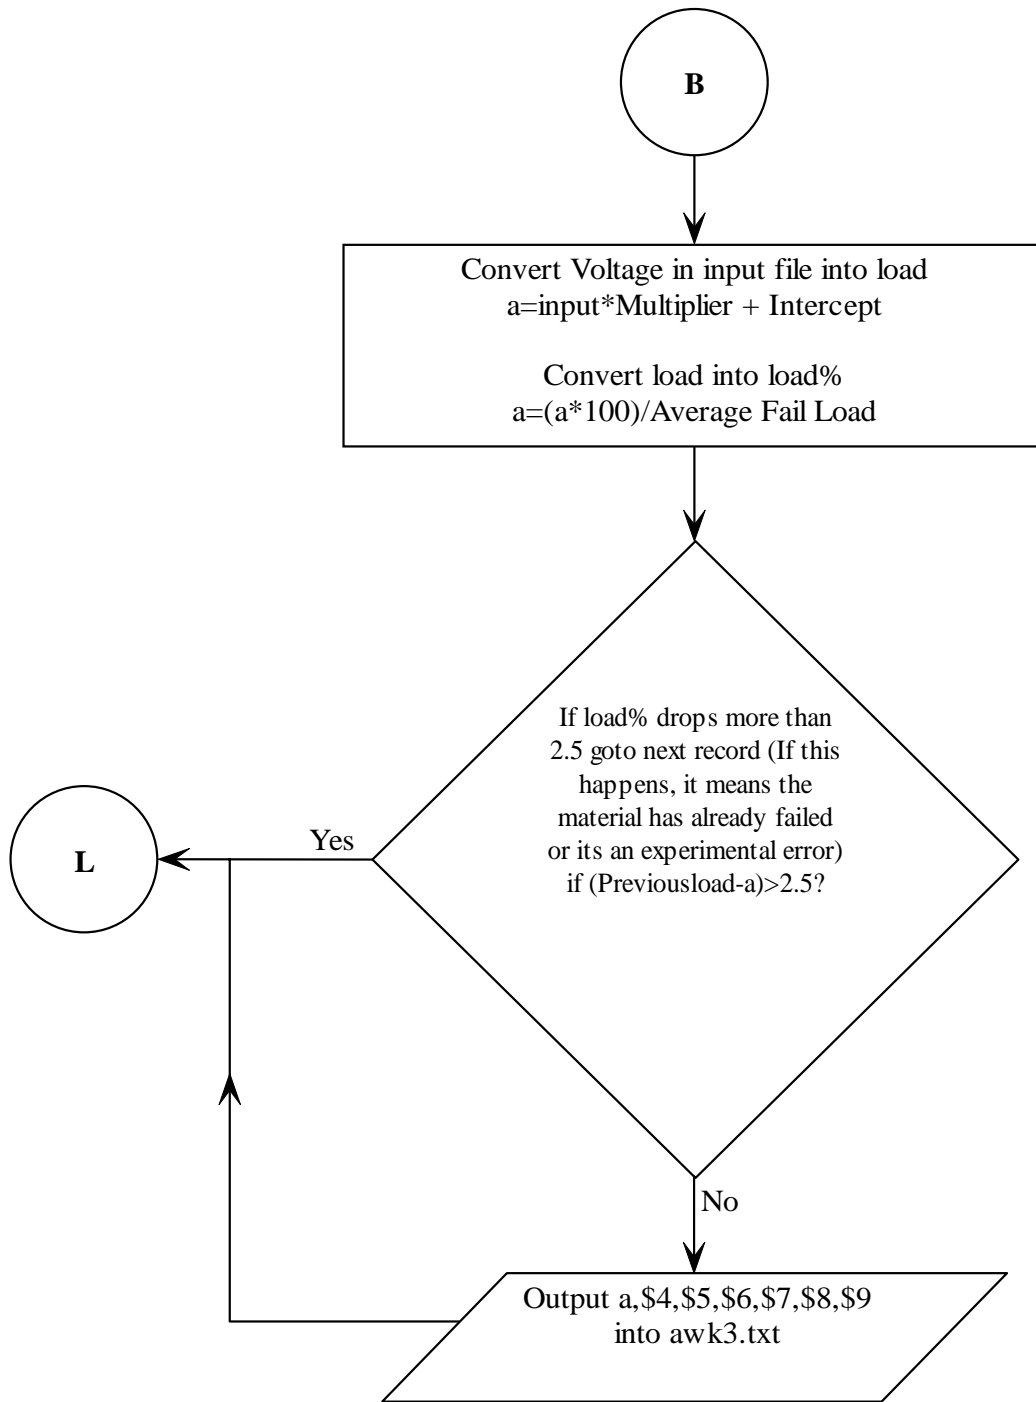 B
Convert Voltage in input file into load
a=input*Multiplier + Intercept
Convert load into load%
a=(a*100)/Average Fail Load
If load% drops more than
2.5 goto next record (If this
happens, it means the
material has already failed
or its an experimental error)
if (Previousload-a)>2.5?
Yes
L
No
Output a,$4,$5,$6,$7,$8,$9
into awk3.txt